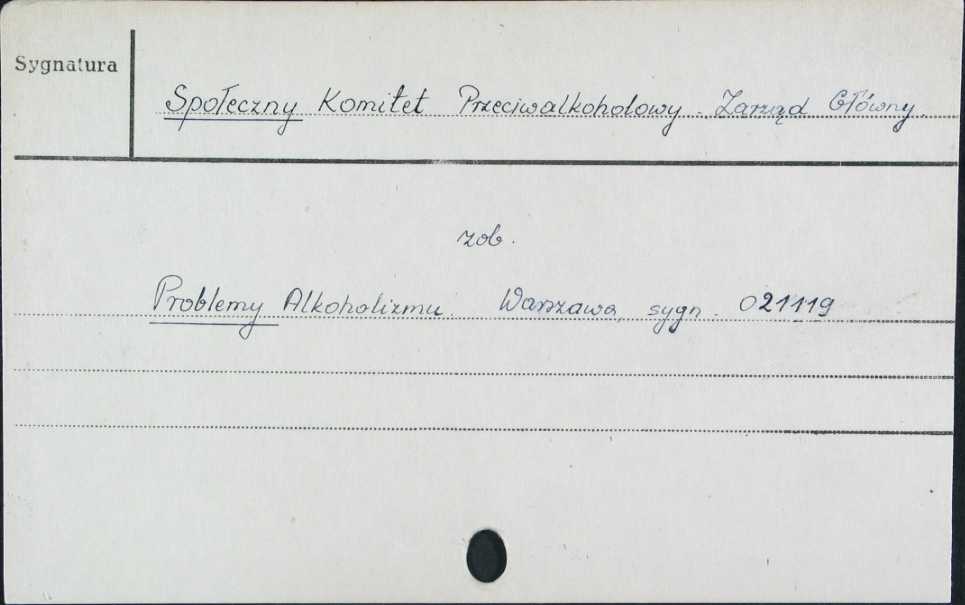 Sygnatura
Społeczny Komitet Przeciwalkoholowy. Zarząd Główny.
zob.
Problemy Alkoholizmu. Warszawa, sygn. 021119